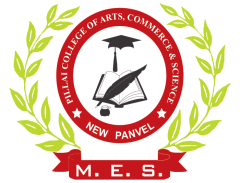 PILLAI COLLEGE OF ARTS, COMMERCE & SCIENCE
NEW PANVEL
M. E. S.